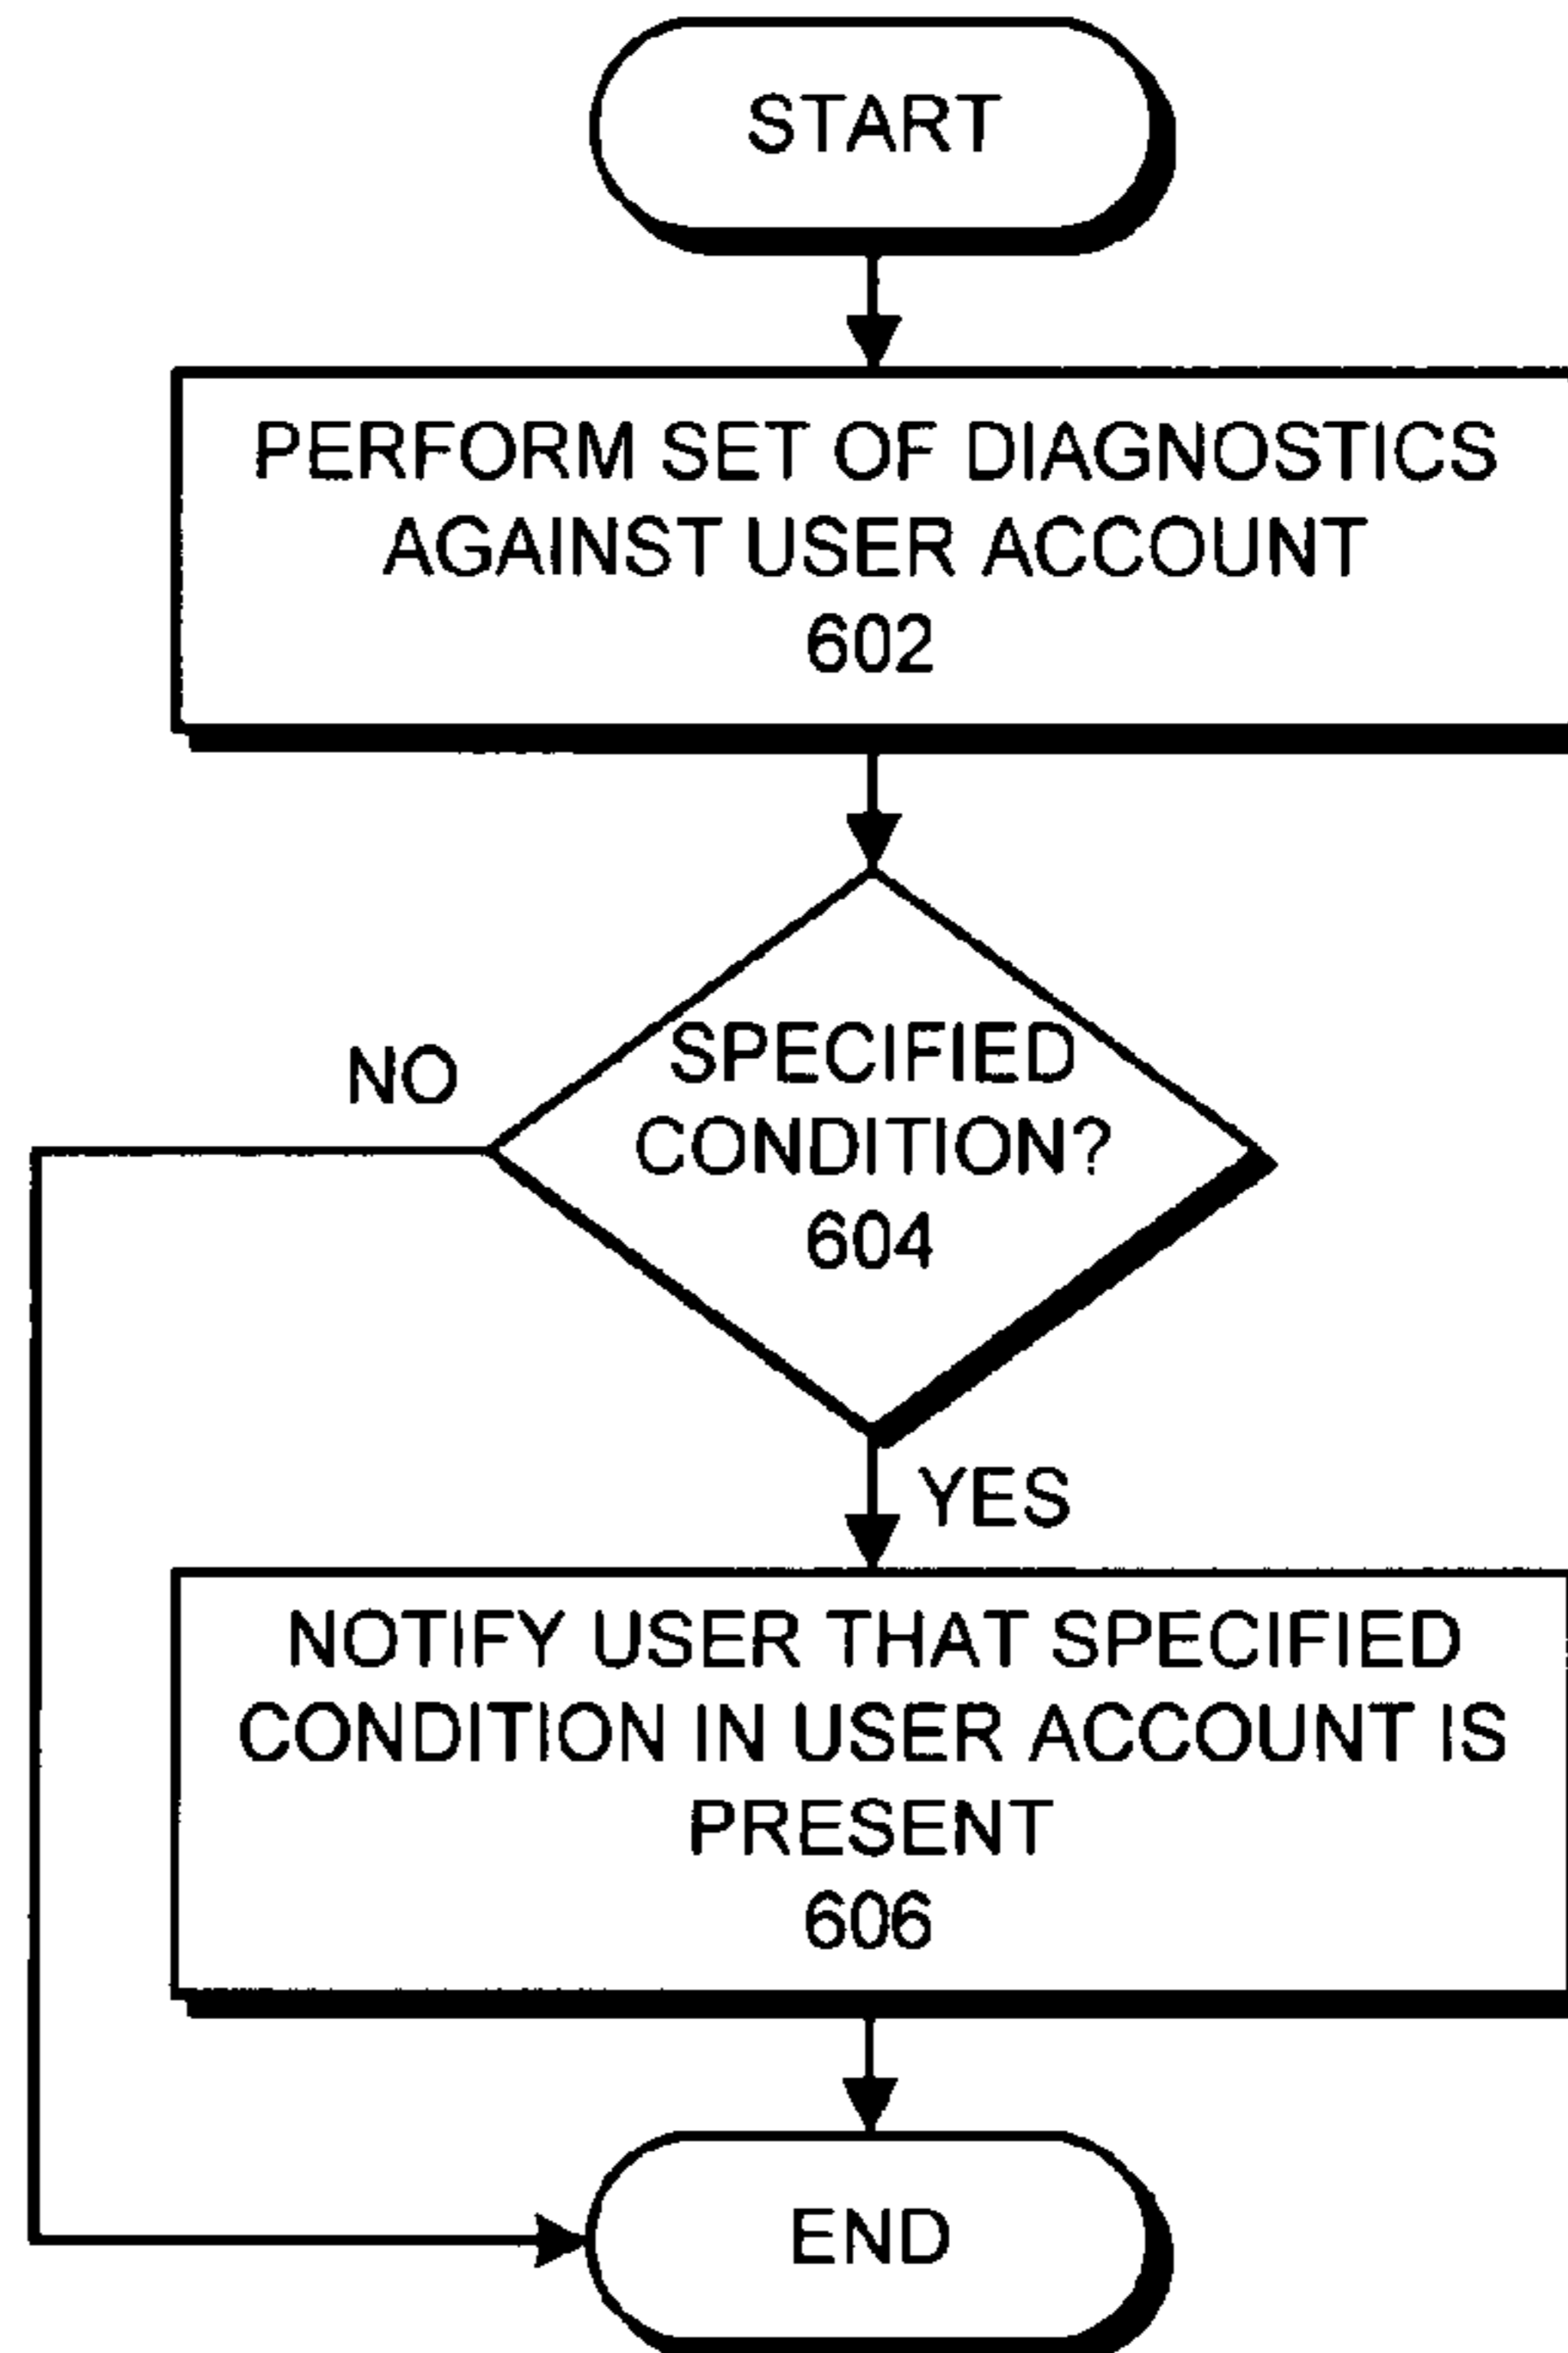 START
PERFORM SET OF DIAGNOSTICS
AGAINST USER ACCOUNT
602
SPECIFIED
CONDITION?
604
NO
YES
NOTIFY USER THAT SPECIFIED
CONDITION IN USER ACCOUNT IS
PRESENT
606
END